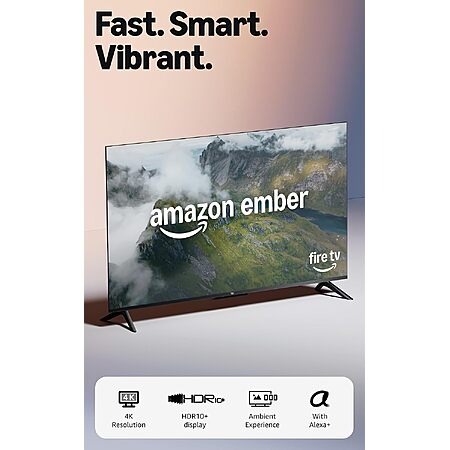 Fast. Smart.
Vibrant.
amazon ember
fire tv
4K
HDR10+
4K
Resolution
HDR10+
display
Ambient
Experience
With
Alexa+